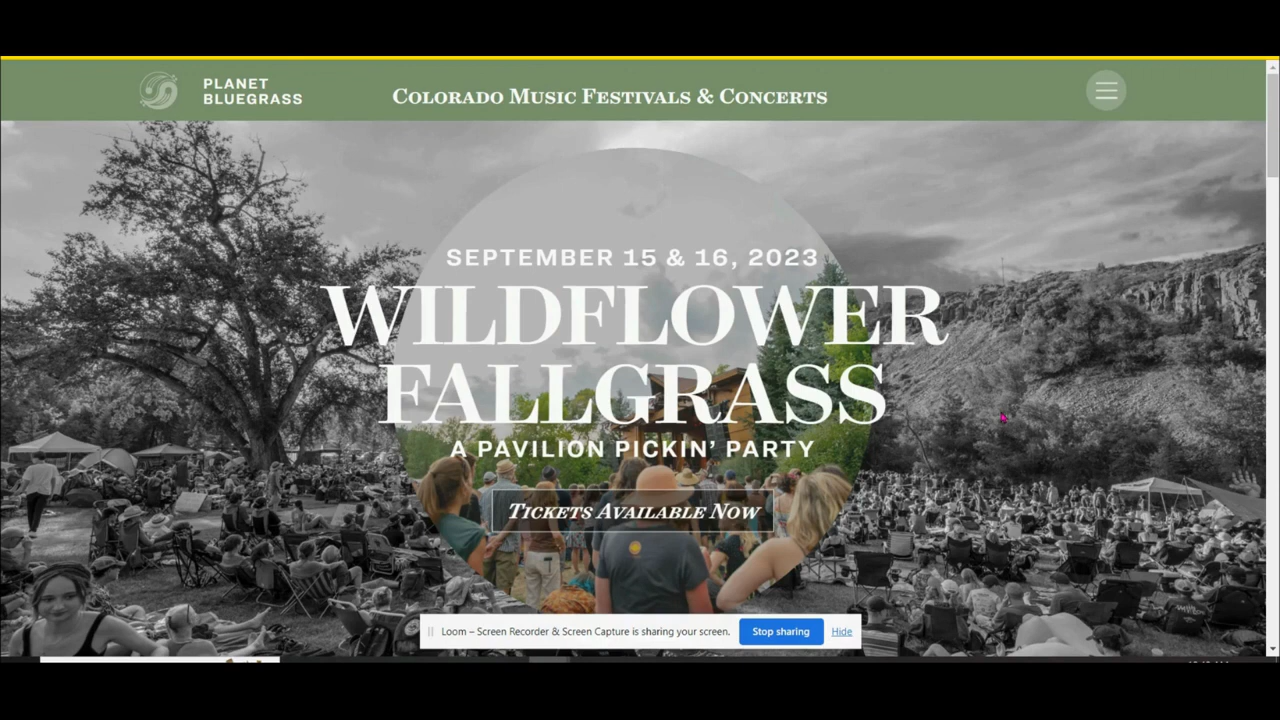 PLANET
BLUEGRASS
COLORADO MUSIC FESTIVALS & CONCERTS
SEPTEMBER 15 & 16, 2023
WILDFLOWER
FALLGRASS
A PAVILION PICKIN' PARTY
TICKETS AVAILABLE NOW
Loom – Screen Recorder & Screen Capture is sharing your screen.
Stop sharing
Hide